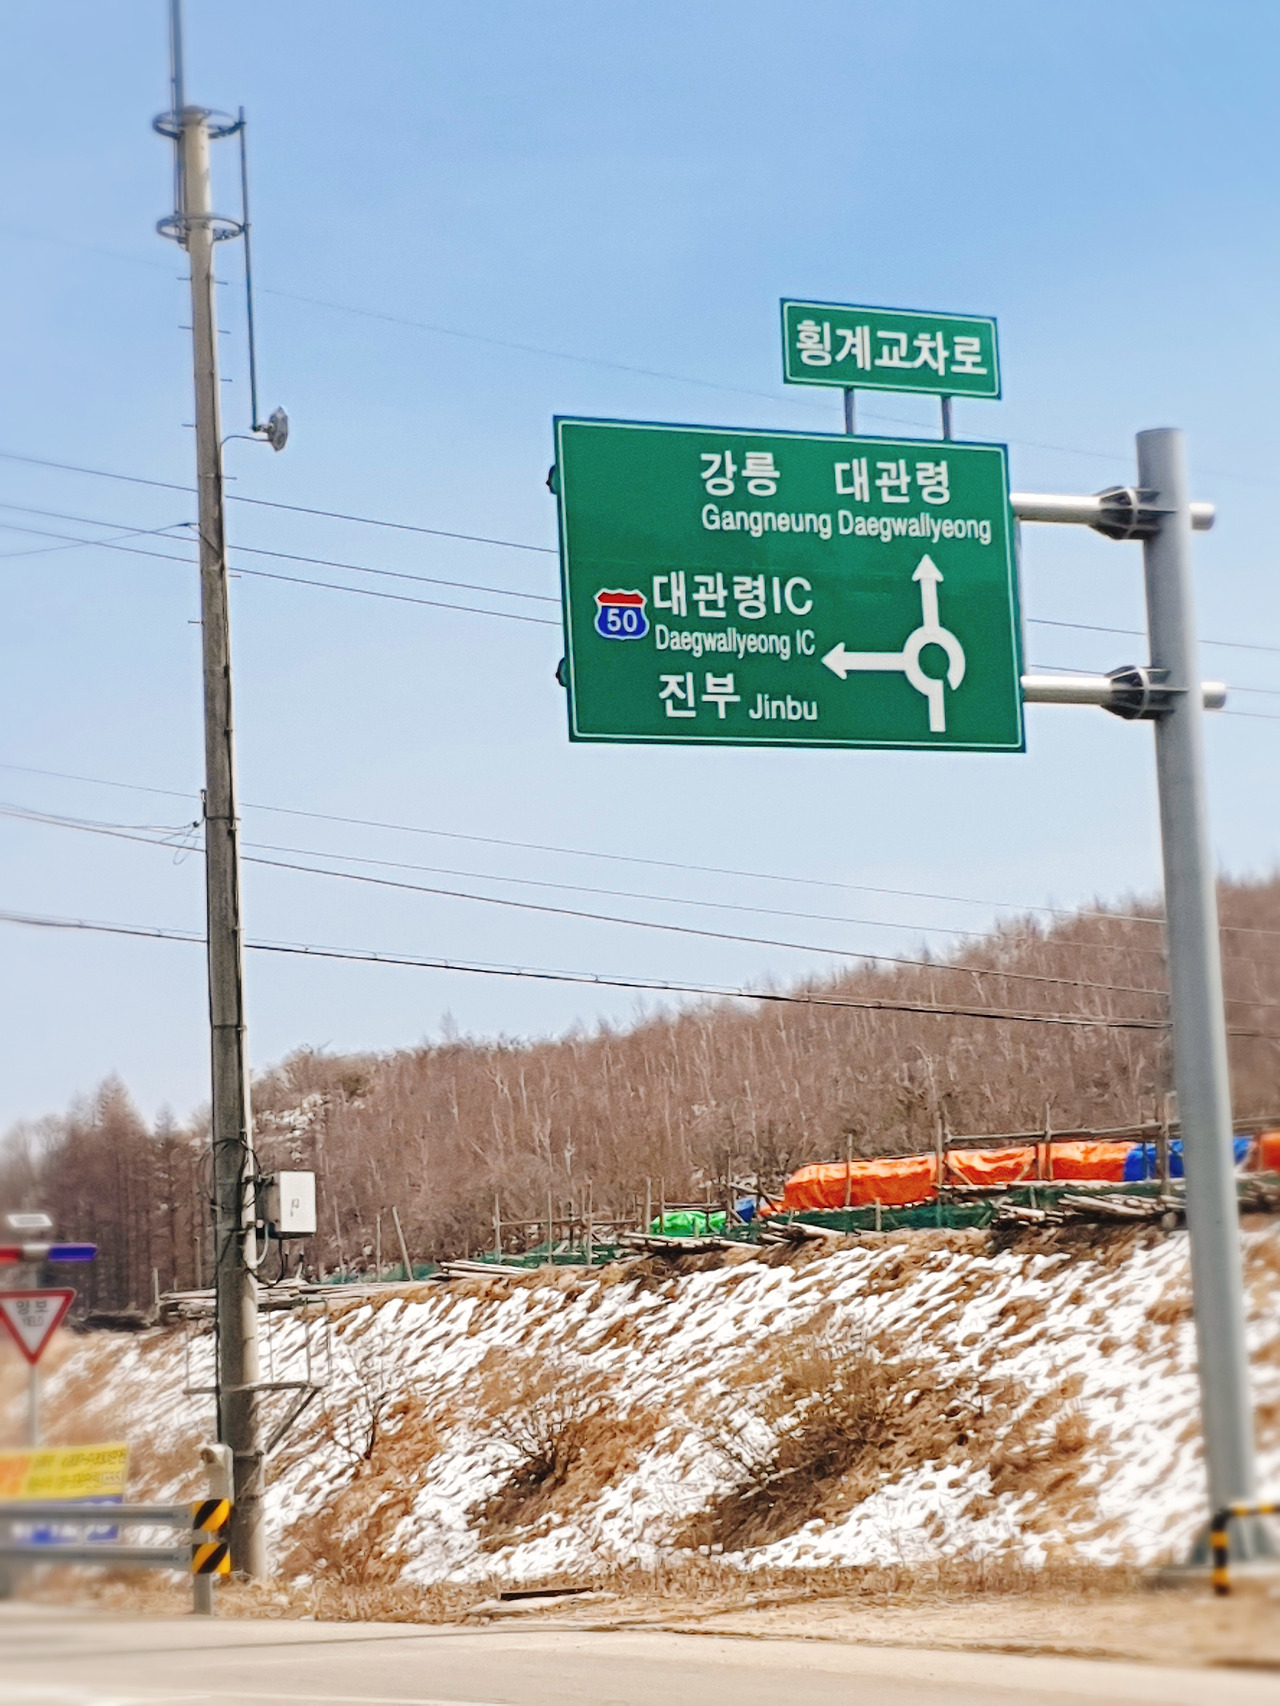 횡계교차로
강릉 대관령
Gangneung Daegwallyeong
50 대관령IC
Daegwallyeong IC
진부 Jinbu
양보
YIELD